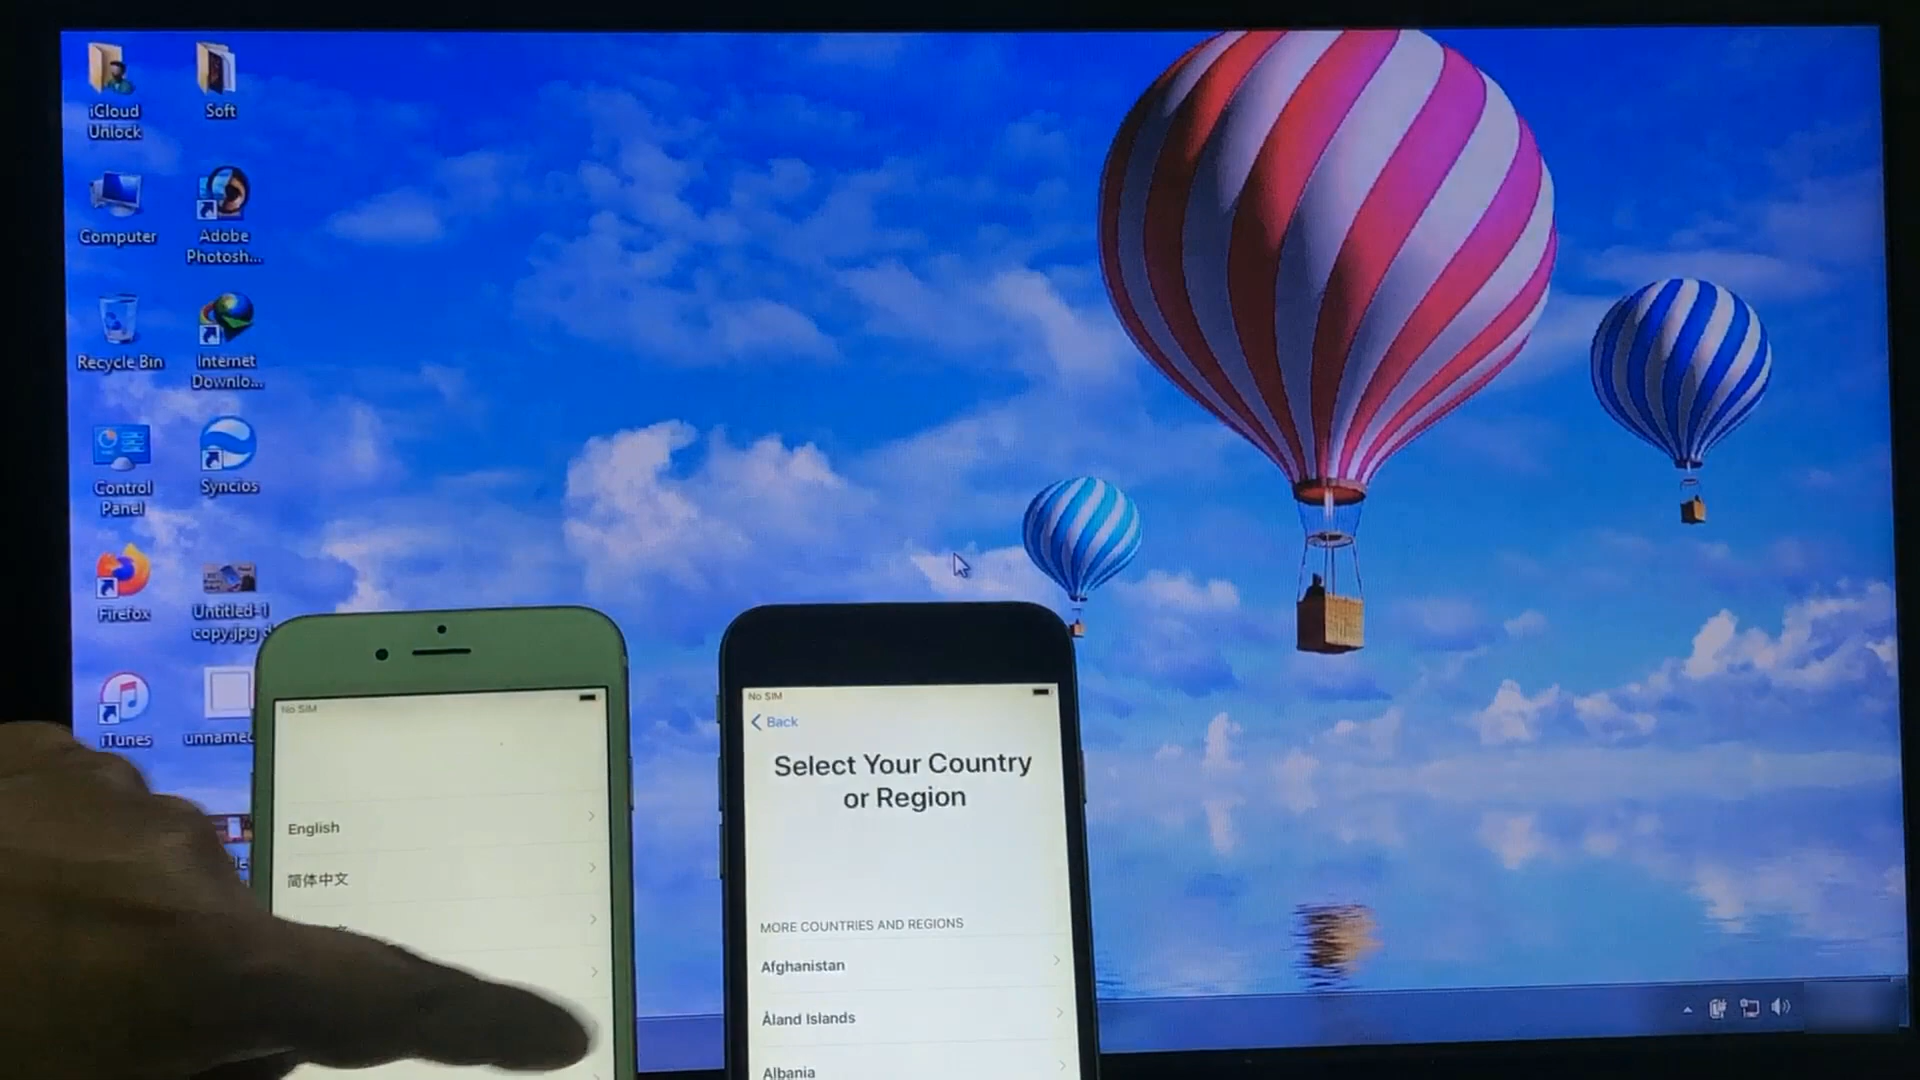 iCloud
Unlock
Soft
Computer
Adobe
Photosh...
Recycle Bin
Internet
Downlo...
Control
Panel
Syncios
Firefox
Untitled-1
copy.jpg
iTunes
unnamed
No SIM
English
简体中文
No SIM
Back
Select Your Country
or Region
MORE COUNTRIES AND REGIONS
Afghanistan
Åland Islands
Albania